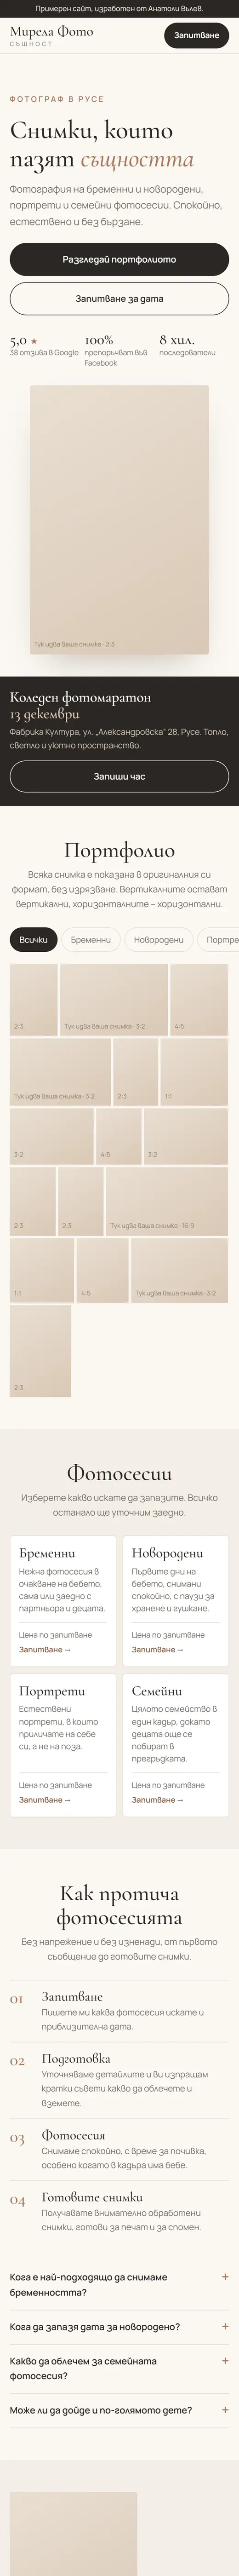 Примерен сайт, изработен от Анатоли Вълев.
Мирела Фото
СЪЩНОСТ
Запитване
ФОТОГРАФ В РУСЕ
Снимки, които
пазят същността
Фотография на бременни и новородени,
портрети и семейни фотосесии. Спокойно,
естествено и без бързане.
Разгледай портфолиото
Запитване за дата
5,0 ★
38 отзива в Google
100%
препоръчват във
Facebook
8 хил.
последователи
Тук идва ваша снимка · 2:3
Коледен фотомаратон
13 декември
Фабрика Култура, ул. „Александровска“ 28, Русе. Топло,
светло и уютно пространство.
Запиши час
Портфолио
Всяка снимка е показана в оригиналния си
формат, без изрязване. Вертикалните остават
вертикални, хоризонталните – хоризонтални.
Всички
Бременни
Новородени
Портре
2:3
Тук идва ваша снимка · 3:2
4:5
Тук идва ваша снимка · 3:2
2:3
1:1
3:2
4:5
3:2
2:3
2:3
Тук идва ваша снимка · 16:9
1:1
4:5
Тук идва ваша снимка · 3:2
2:3
Фотосесии
Изберете какво искате да запазите. Всичко
останало ще уточним заедно.
Бременни
Нежна фотосесия в
очакване на бебето,
сама или заедно с
партньора и децата.
Цена по запитване
Запитване →
Новородени
Първите дни на
бебето, снимани
спокойно, с паузи за
хранене и гушкане.
Цена по запитване
Запитване →
Портрети
Естествени
портрети, в които
приличате на себе
си, а не на поза.
Цена по запитване
Запитване →
Семейни
Цялото семейство в
един кадър, докато
децата още се
побират в
прегръдката.
Цена по запитване
Запитване →
Как протича
фотосесията
Без напрежение и без изненади, от първото
съобщение до готовите снимки.
01
Запитване
Пишете ми каква фотосесия искате и
приблизителна дата.
02
Подготовка
Уточняваме детайлите и ви изпращам
кратки съвети какво да облечете и
вземете.
03
Фотосесия
Снимаме спокойно, с време за почивка,
особено когато в кадъра има бебе.
04
Готовите снимки
Получавате внимателно обработени
снимки, готови за печат и за спомен.
Кога е най-подходящо да снимаме
бременността?
+
Кога да запазя дата за новородено?
+
Какво да облечем за семейната
фотосесия?
+
Може ли да дойде и по-голямото дете?
+